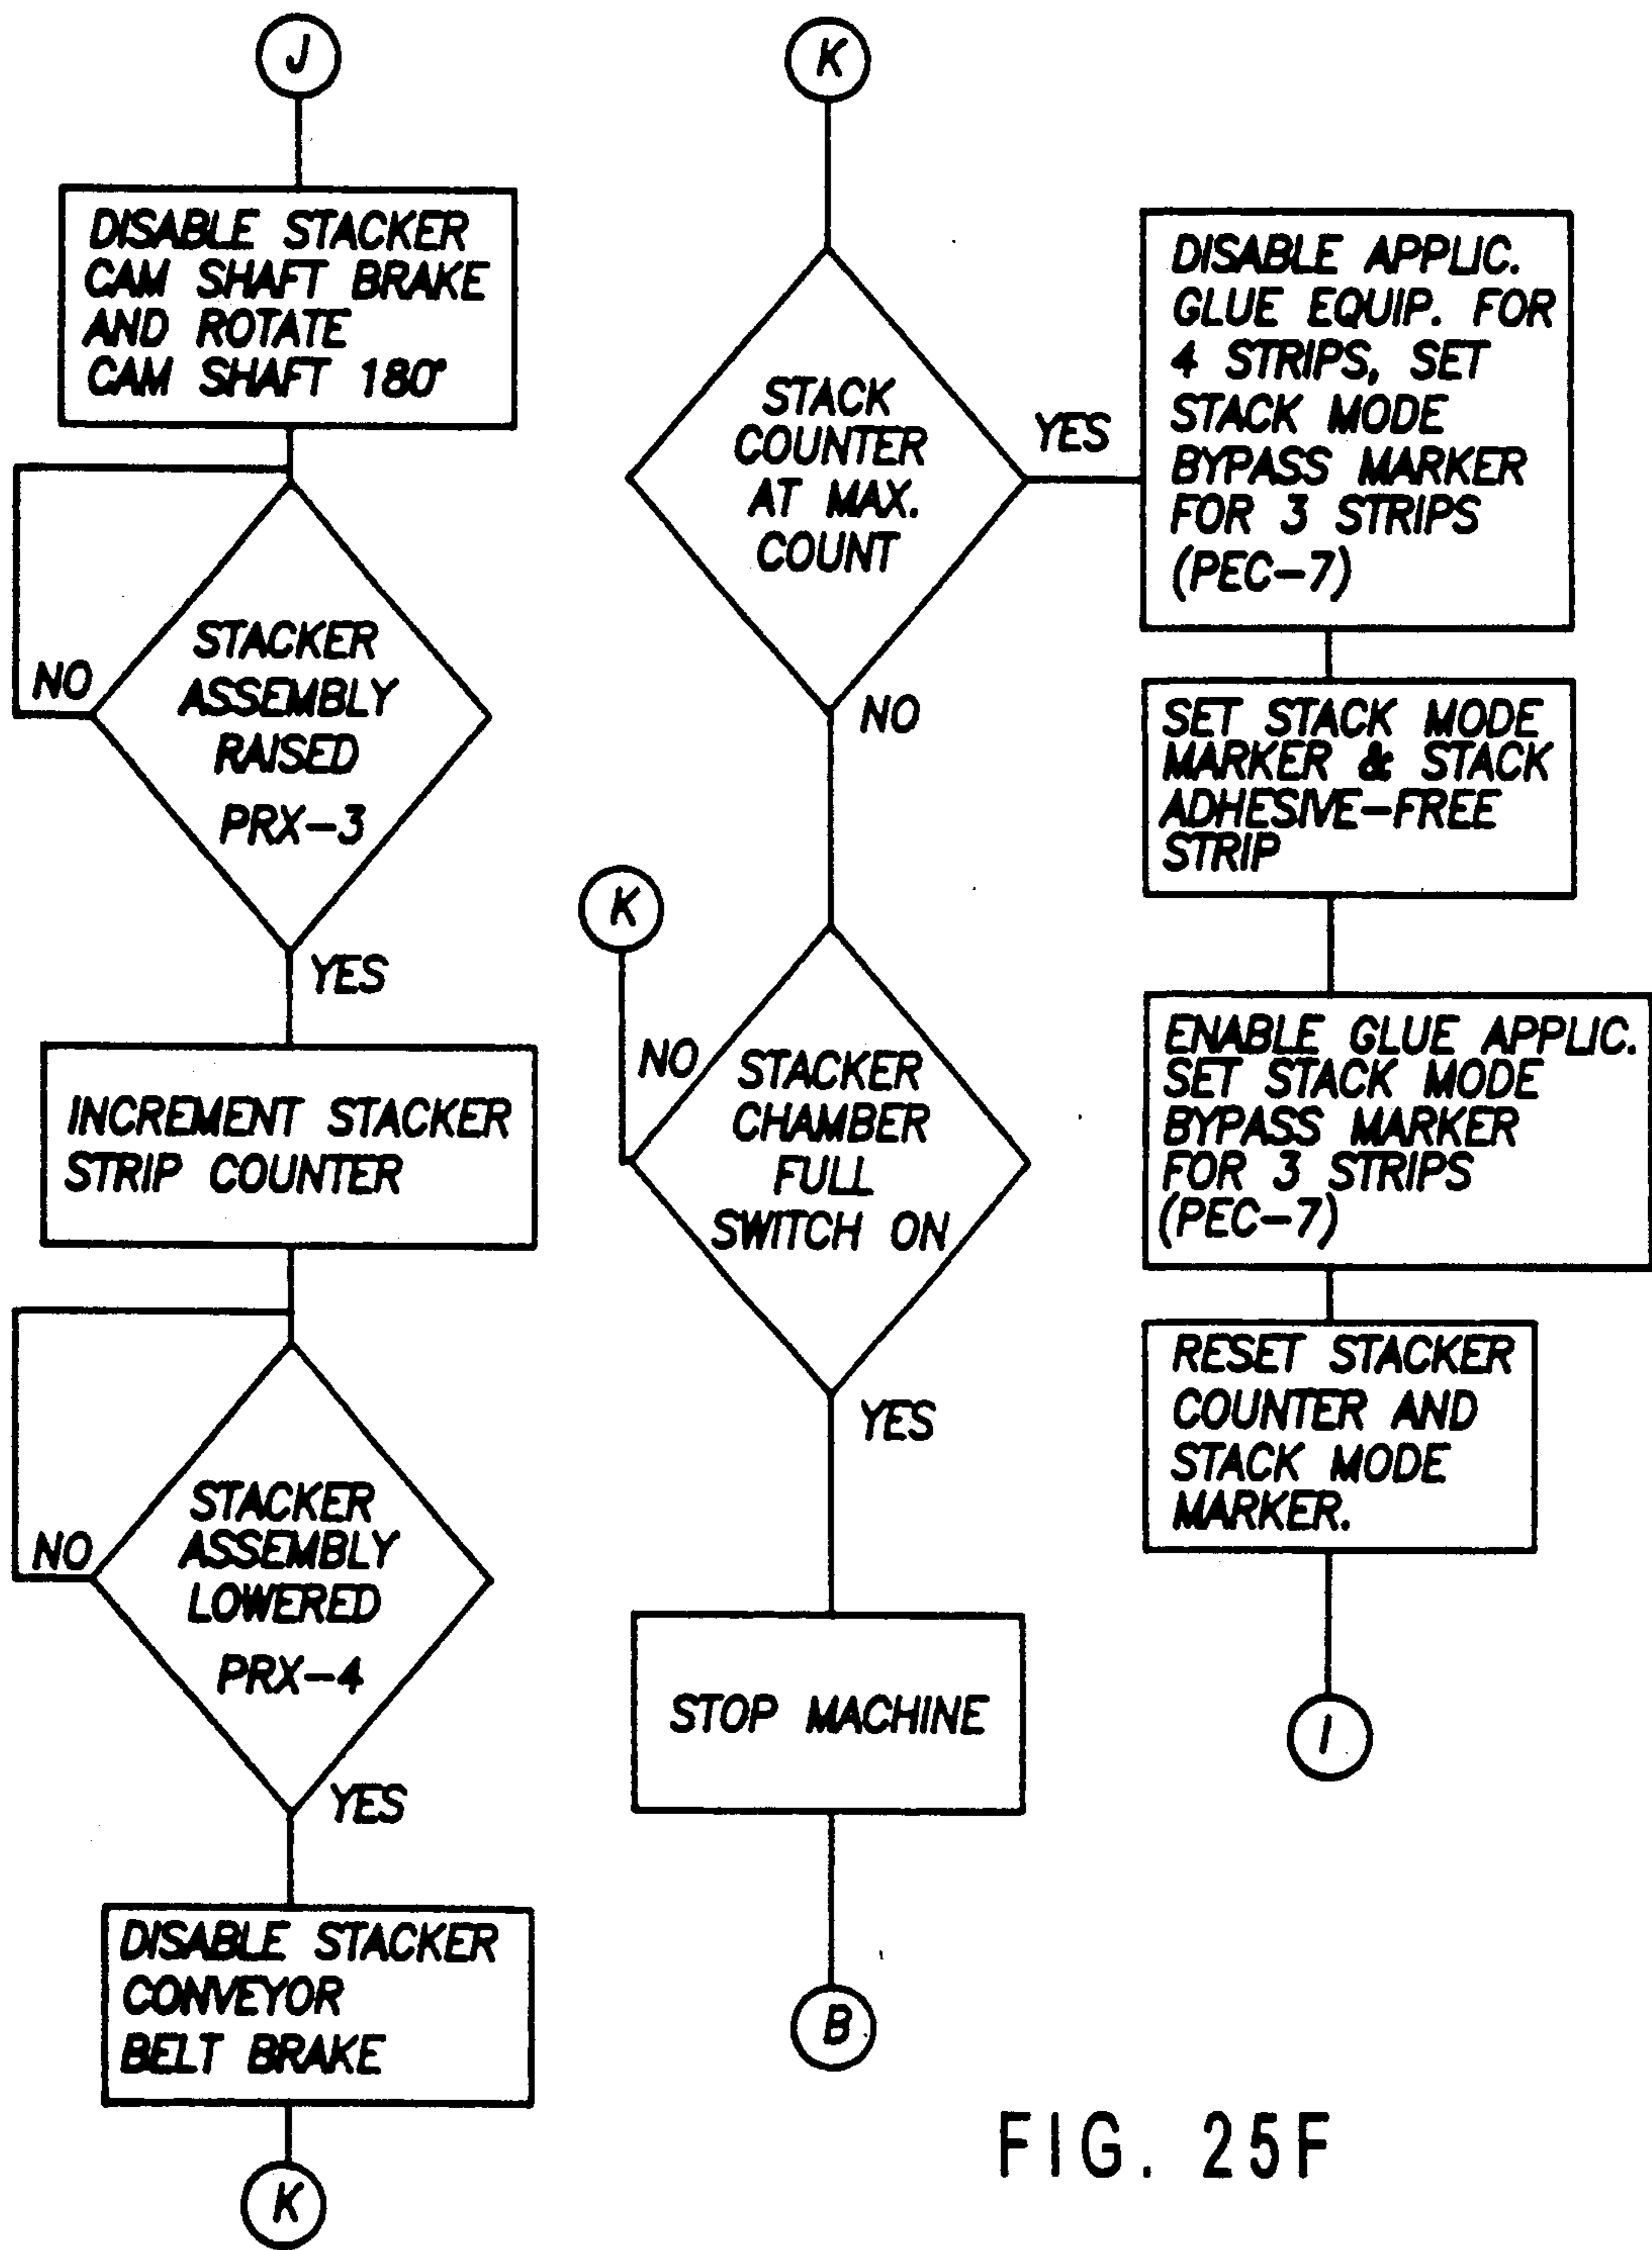 J
DISABLE STACKER
CAM SHAFT BRAKE
AND ROTATE
CAM SHAFT 180°
NO
STACKER
ASSEMBLY
RAISED
PRX-3
YES
INCREMENT STACKER
STRIP COUNTER
NO
STACKER
ASSEMBLY
LOWERED
PRX-4
YES
DISABLE STACKER
CONVEYOR
BELT BRAKE
K
K
STACK
COUNTER
AT MAX.
COUNT
YES
NO
K
NO
STACKER
CHAMBER
FULL
SWITCH ON
YES
STOP MACHINE
B
DISABLE APPLIC.
GLUE EQUIP. FOR
4 STRIPS, SET
STACK MODE
BYPASS MARKER
FOR 3 STRIPS
(PEC-7)
SET STACK MODE
MARKER & STACK
ADHESIVE-FREE
STRIP
ENABLE GLUE APPLIC.
SET STACK MODE
BYPASS MARKER
FOR 3 STRIPS
(PEC-7)
RESET STACKER
COUNTER AND
STACK MODE
MARKER.
I
FIG. 25F